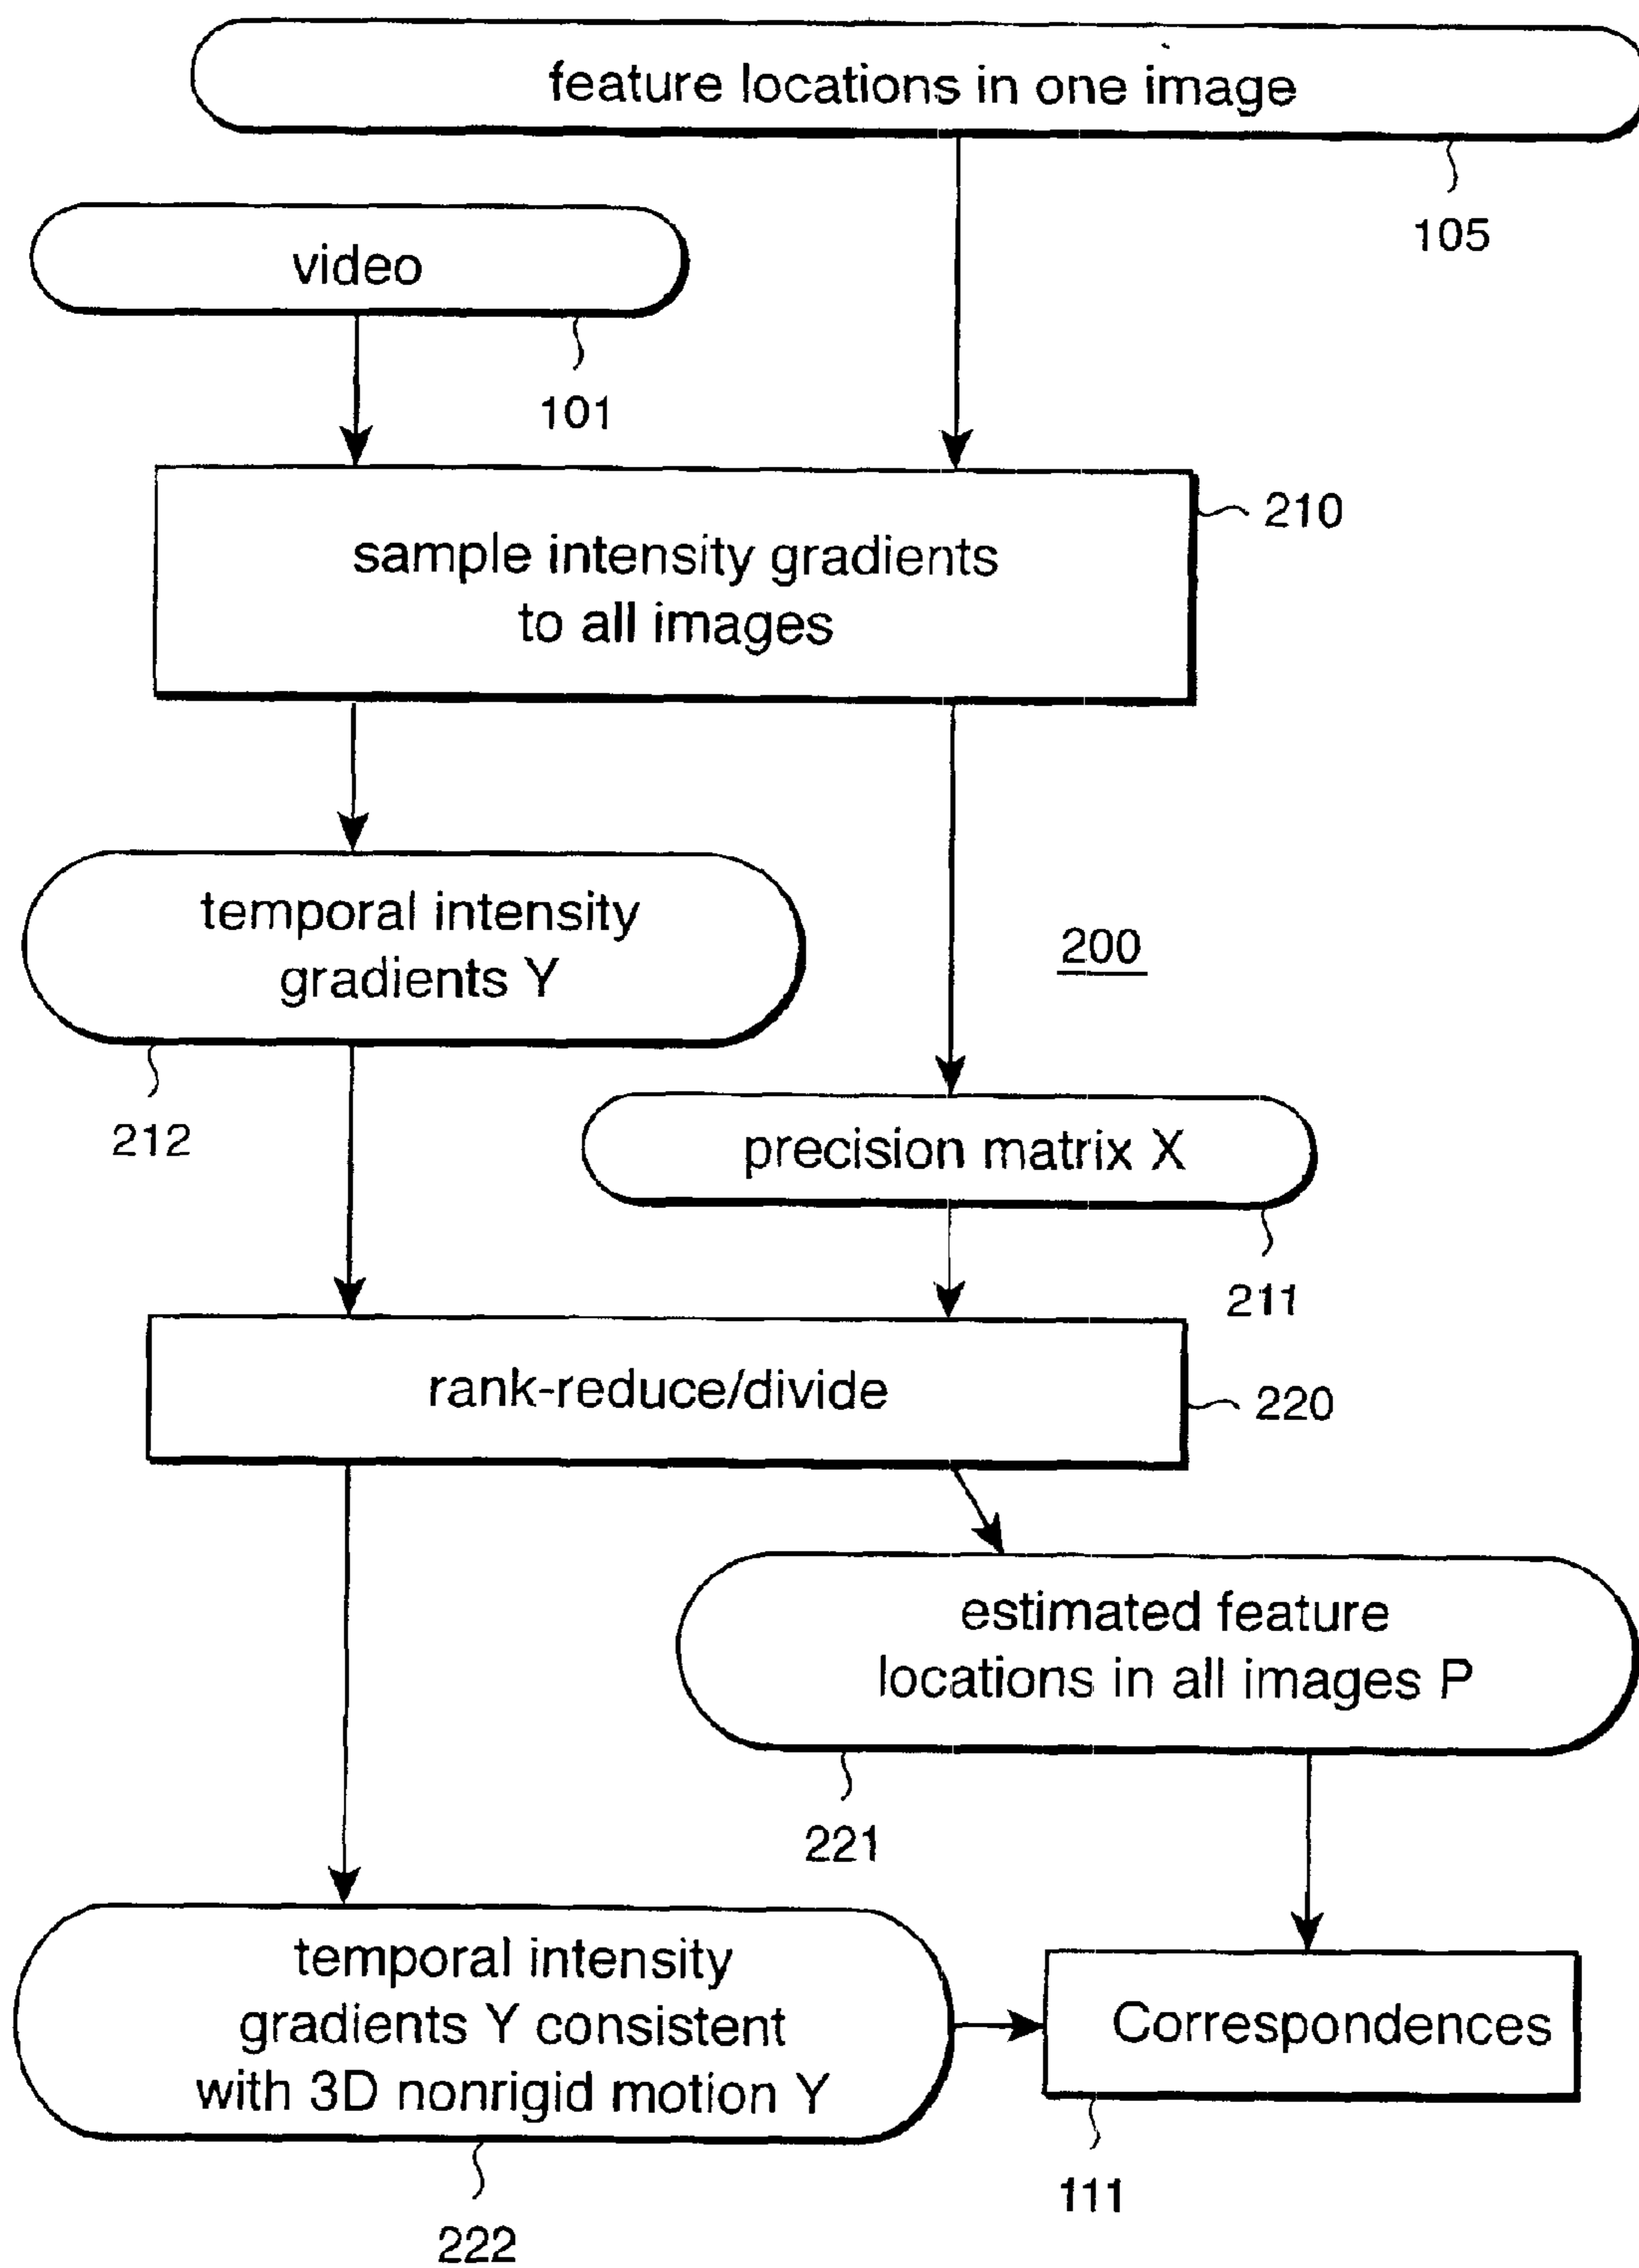 feature locations in one image
105
video
101
sample intensity gradients
to all images
210
temporal intensity
gradients Y
212
200
precision matrix X
211
rank-reduce/divide
220
estimated feature
locations in all images P
221
temporal intensity
gradients Y consistent
with 3D nonrigid motion Y
222
Correspondences
111